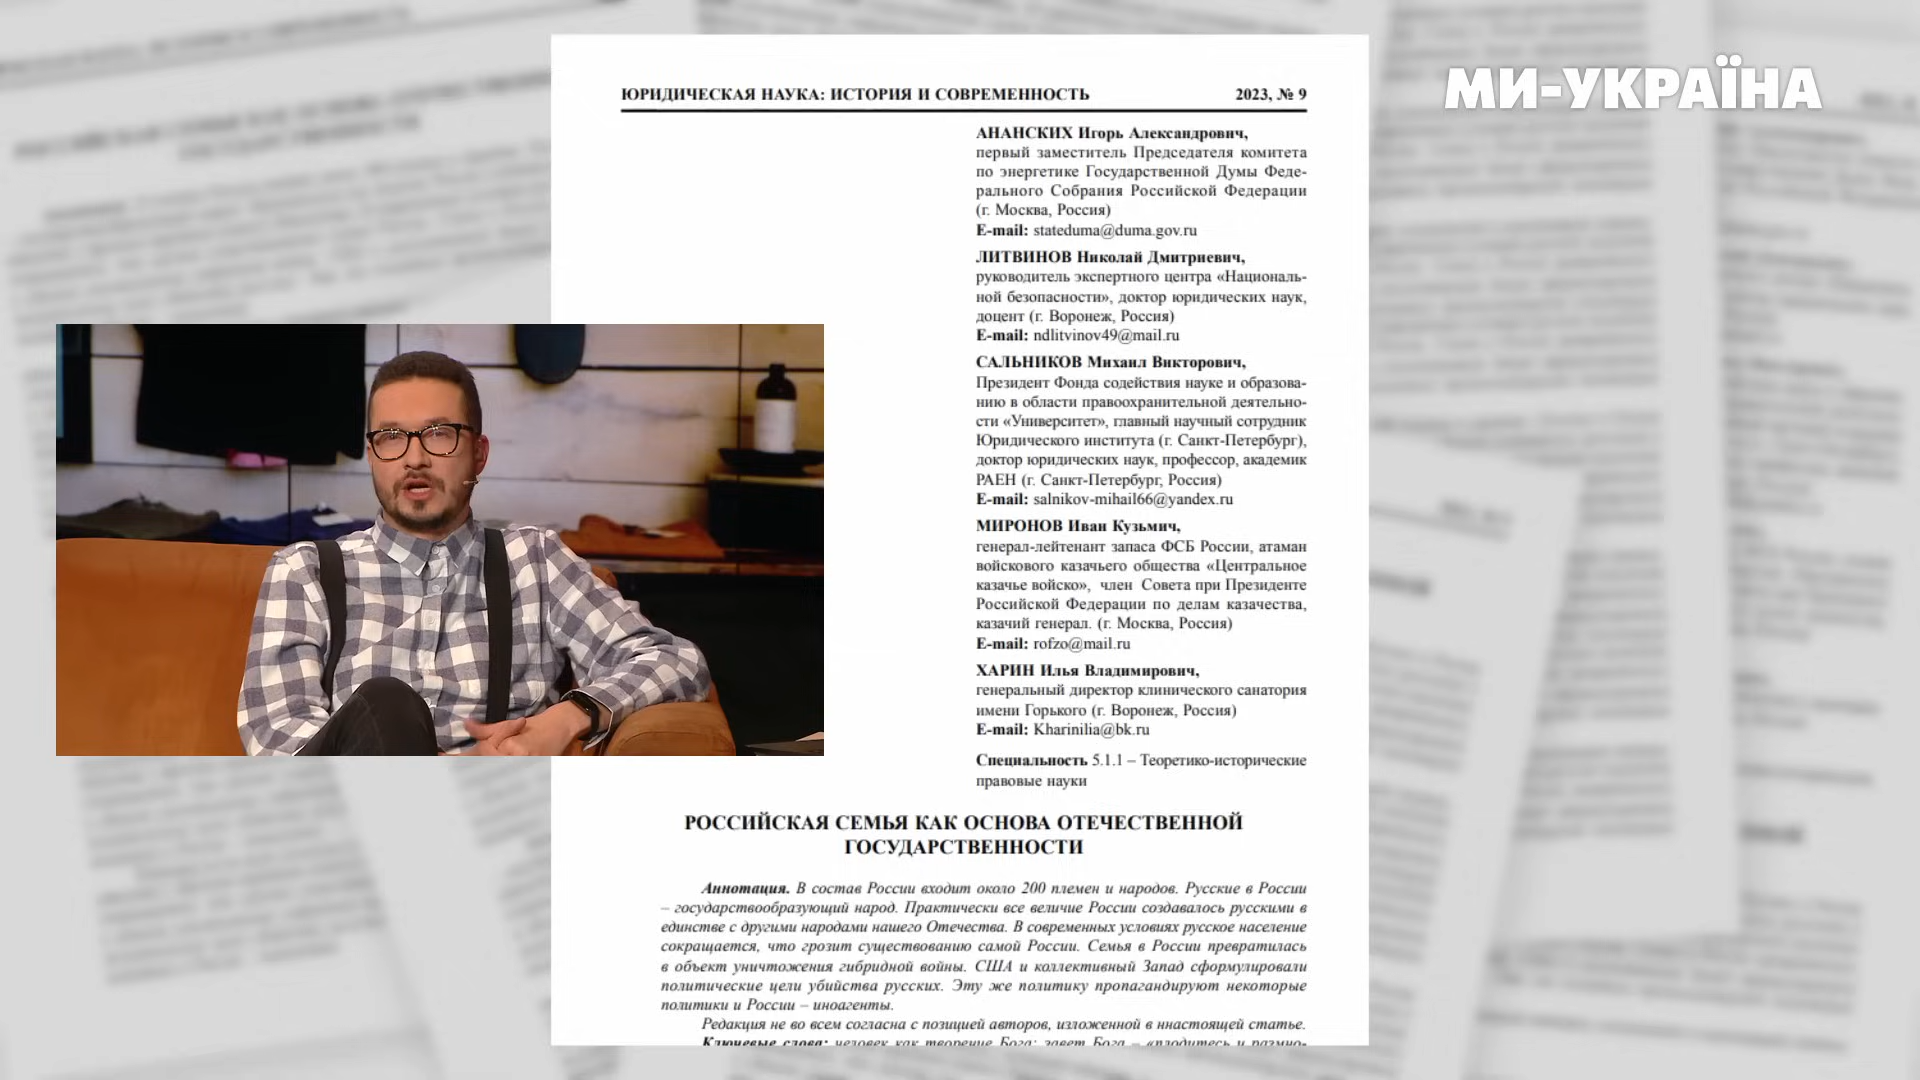 ЮРИДИЧЕСКАЯ НАУКА: ИСТОРИЯ И СОВРЕМЕННОСТЬ 2023, № 9
МИ-УКРАЇНА
АНАНСКИХ Игорь Александрович,
первый заместитель Председателя комитета
по энергетике Государственной Думы Феде-
рального Собрания Российской Федерации
(г. Москва, Россия)
E-mail: stateduma@duma.gov.ru
ЛИТВИНОВ Николай Дмитриевич,
руководитель экспертного центра «Националь-
ной безопасности», доктор юридических наук,
доцент (г. Воронеж, Россия)
E-mail: ndlitvinov49@mail.ru
САЛЬНИКОВ Михаил Викторович,
Президент Фонда содействия науке и образова-
нию в области правоохранительной деятельно-
сти «Университет», главный научный сотрудник
Юридического института (г. Санкт-Петербург),
доктор юридических наук, профессор, академик
РАЕН (г. Санкт-Петербург, Россия)
E-mail: salnikov-mihail66@yandex.ru
МИРОНОВ Иван Кузьмич,
генерал-лейтенант запаса ФСБ России, атаман
войскового казачьего общества «Центральное
казачье войско», член Совета при Президенте
Российской Федерации по делам казачества,
казачий генерал. (г. Москва, Россия)
E-mail: rofzo@mail.ru
ХАРИН Илья Владимирович,
генеральный директор клинического санатория
имени Горького (г. Воронеж, Россия)
E-mail: Kharinilia@bk.ru
Специальность 5.1.1 – Теоретико-исторические
правовые науки
РОССИЙСКАЯ СЕМЬЯ КАК ОСНОВА ОТЕЧЕСТВЕННОЙ
ГОСУДАРСТВЕННОСТИ
Аннотация. В состав России входит около 200 племен и народов. Русские в России
– государствообразующий народ. Практически все величие России создавалось русскими в
единстве с другими народами нашего Отечества. В современных условиях русское население
сокращается, что грозит существованию самой России. Семья в России превратилась
в объект уничтожения гибридной войны. США и коллективный Запад сформулировали
политические цели убийства русских. Эту же политику пропагандируют некоторые
политики и России – иноагенты.
Редакция не во всем согласна с позицией авторов, изложенной в ннастоящей статье.
Ключевые слова: человек как творение Бога; завет Бога – «плодитесь и размно-